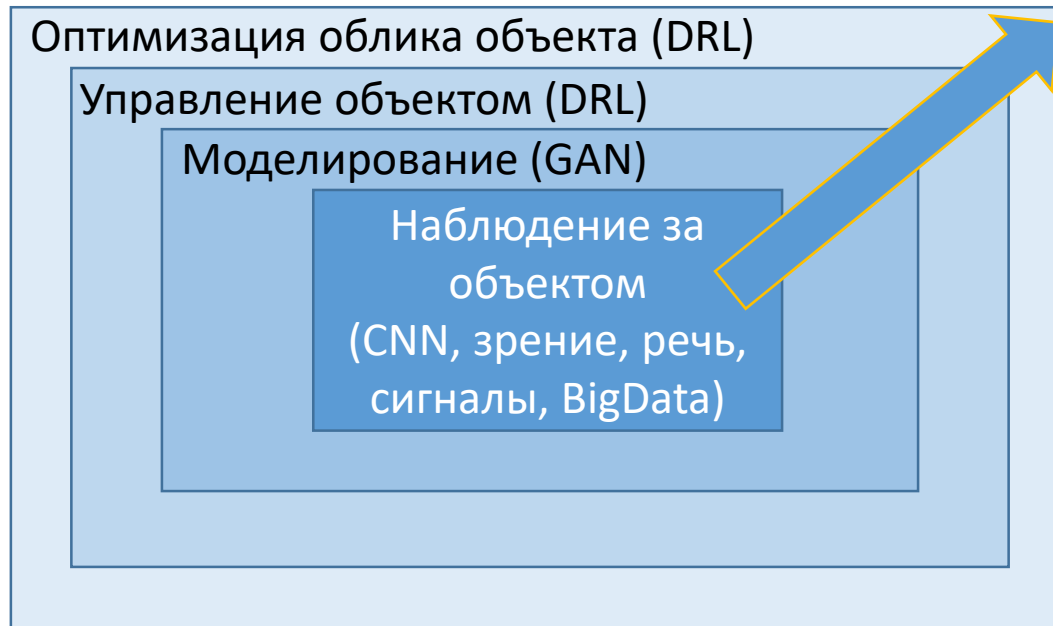 Оптимизация облика объекта (DRL)
Управление объектом (DRL)
Моделирование (GAN)
Наблюдение за
объектом
(CNN, зрение, речь,
сигналы, BigData)